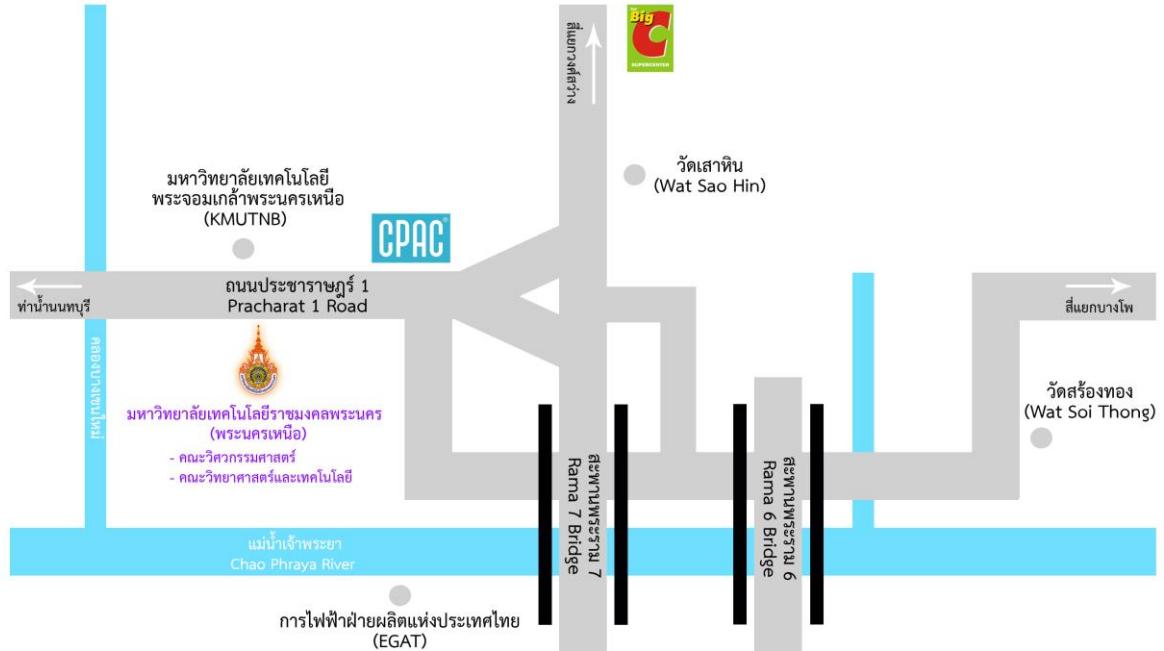 สี่แยกวงศ์สว่าง
Big
C
SUPERCENTER
วัดเสาหิน
(Wat Sao Hin)
มหาวิทยาลัยเทคโนโลยี
พระจอมเกล้าพระนครเหนือ
(KMUTNB)
CPAC
ท่าน้ำนนทบุรี
ถนนประชาราษฎร์ 1
Pracharat 1 Road
สี่แยกบางโพ
คลองบางเขนใหม่
มหาวิทยาลัยเทคโนโลยีราชมงคลพระนคร
(พระนครเหนือ)
- คณะวิศวกรรมศาสตร์
- คณะวิทยาศาสตร์และเทคโนโลยี
วัดสร้องทอง
(Wat Soi Thong)
สะพานพระราม 7
Rama 7 Bridge
สะพานพระราม 6
Rama 6 Bridge
แม่น้ำเจ้าพระยา
Chao Phraya River
การไฟฟ้าฝ่ายผลิตแห่งประเทศไทย
(EGAT)